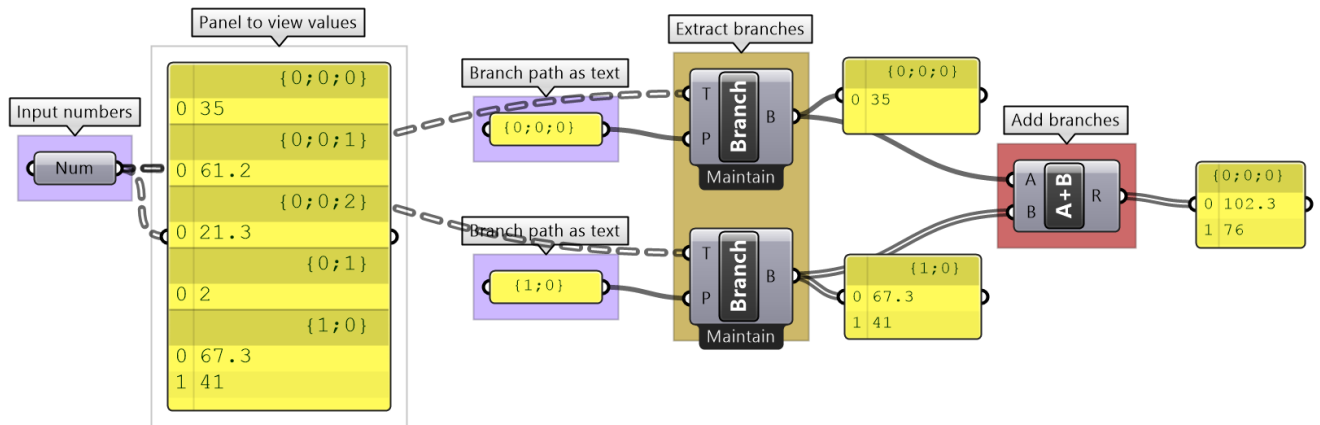 Input numbers
Num
Panel to view values
{0;0;0}
0 35
{0;0;1}
0 61.2
{0;0;2}
0 21.3
{0;1}
0 2
{1;0}
0 67.3
1 41
Branch path as text
{0;0;0}
Branch path as text
{1;0}
Extract branches
T
P
Branch
B
Maintain
T
P
Branch
B
Maintain
{0;0;0}
0 35
{1;0}
0 67.3
1 41
Add branches
A
B
A+B
R
{0;0;0}
0 102.3
1 76